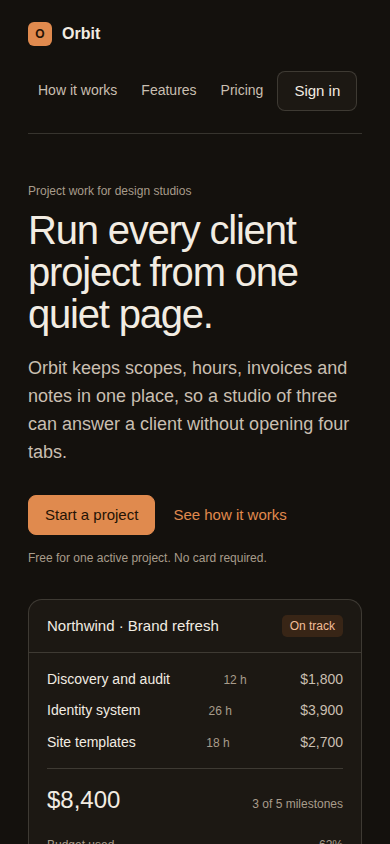 O Orbit
How it works Features Pricing Sign in
Project work for design studios
Run every client
project from one
quiet page.
Orbit keeps scopes, hours, invoices and
notes in one place, so a studio of three
can answer a client without opening four
tabs.
Start a project See how it works
Free for one active project. No card required.
Northwind · Brand refresh On track
Discovery and audit 12 h $1,800
Identity system 26 h $3,900
Site templates 18 h $2,700
$8,400 3 of 5 milestones
Budget used 62%